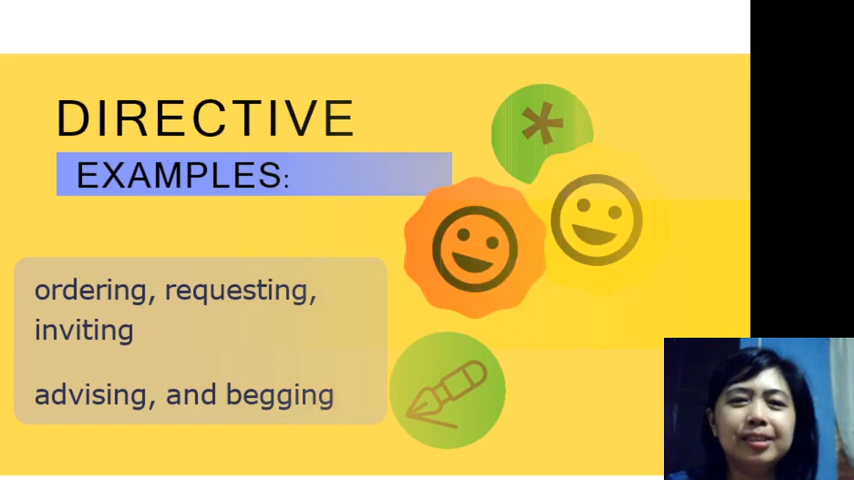 DIRECTIVE
EXAMPLES:
ordering, requesting,
inviting
advising, and begging